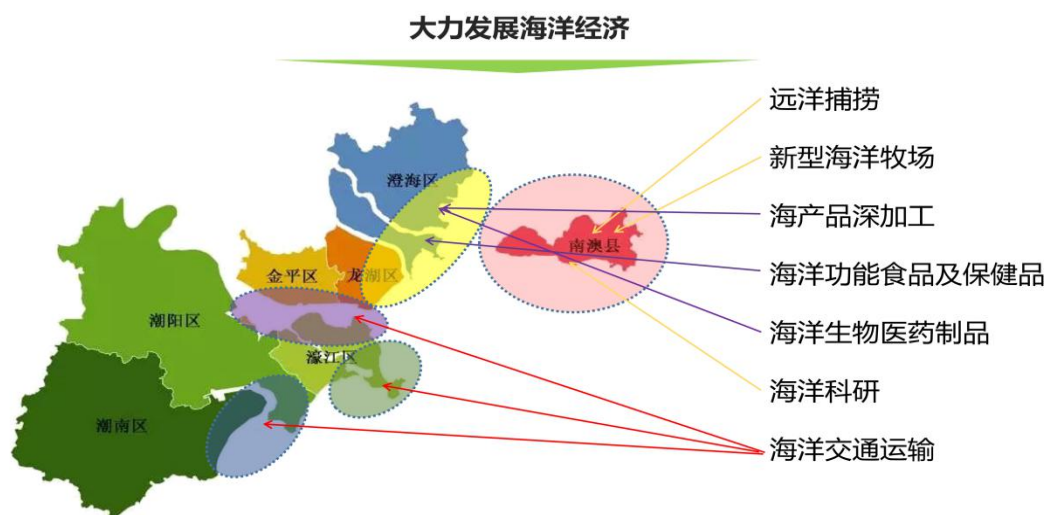 大力发展海洋经济
远洋捕捞
新型海洋牧场
澄海区
海产品深加工
南澳县
金平区
龙湖区
海洋功能食品及保健品
潮阳区
海洋生物医药制品
濠江区
海洋科研
潮南区
海洋交通运输